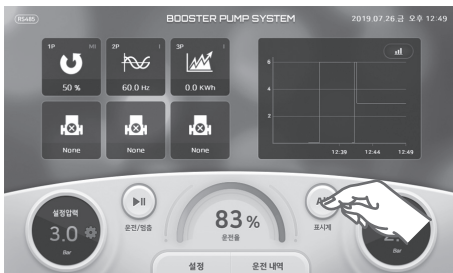 RS485
BOOSTER PUMP SYSTEM
2019.07.26.금 오후 12:49
1P MI
2P I
3P I
50 %
60.0 Hz
0.0 KWh
None
None
None
6
4
2
12:39 12:44 12:49
설정압력
3.0
Bar
운전/멈춤
83 %
운전율
표시계
Bar
설정
운전 내역